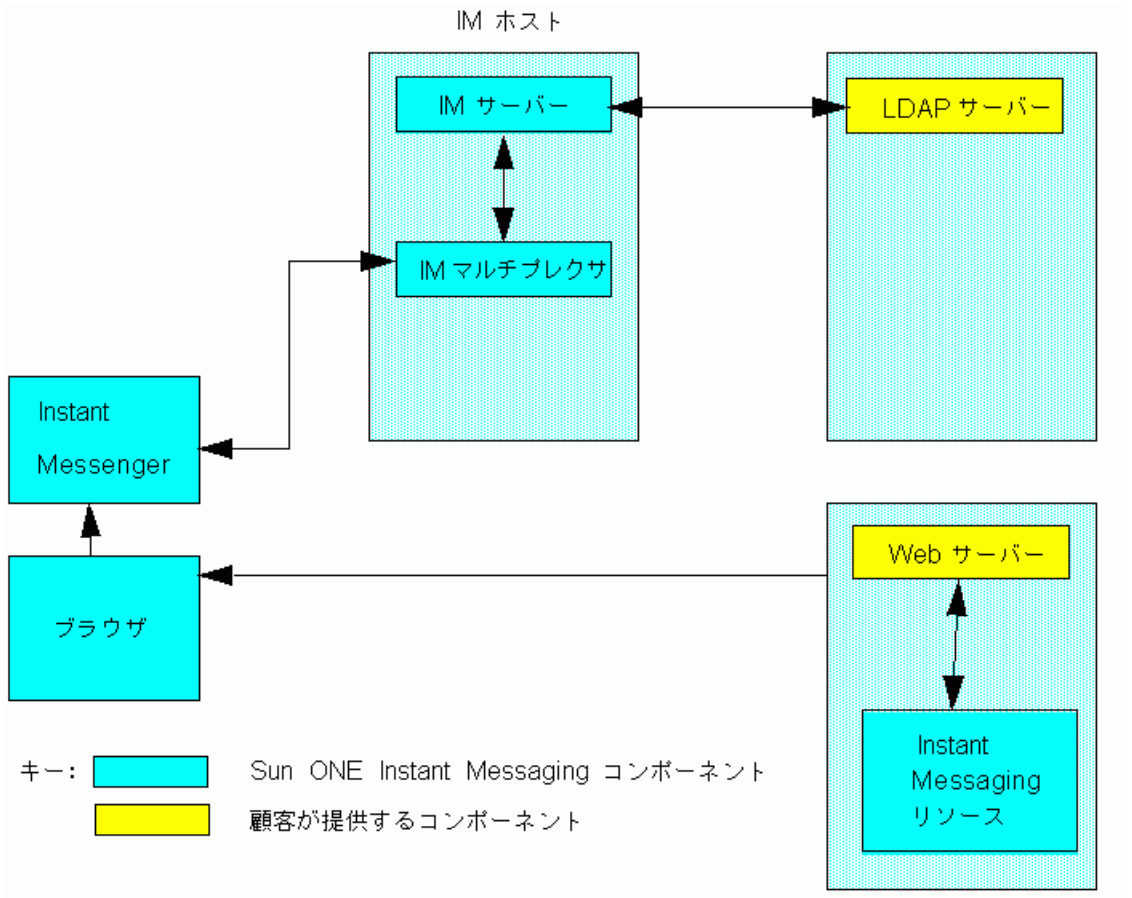 IM ホスト
IM サーバー
LDAP サーバー
IM マルチプレクサ
Instant
Messenger
ブラウザ
Web サーバー
Instant
Messaging
リソース
キー:
Sun ONE Instant Messaging コンポーネント
顧客が提供するコンポーネント